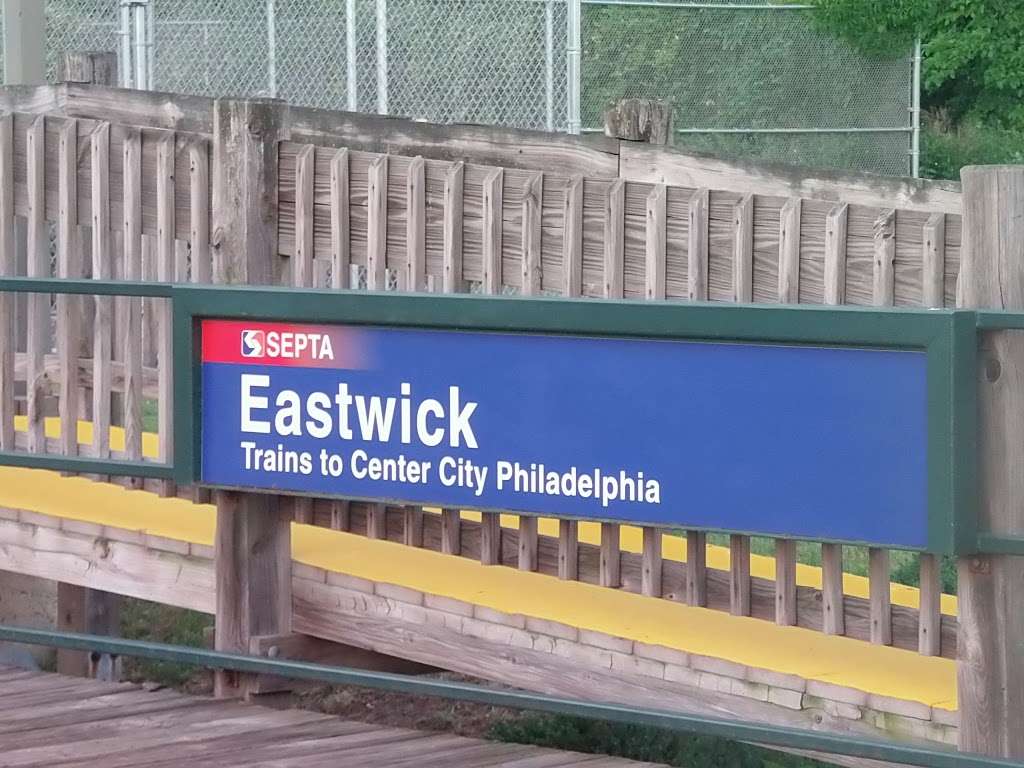 SEPTA
Eastwick
Trains to Center City Philadelphia